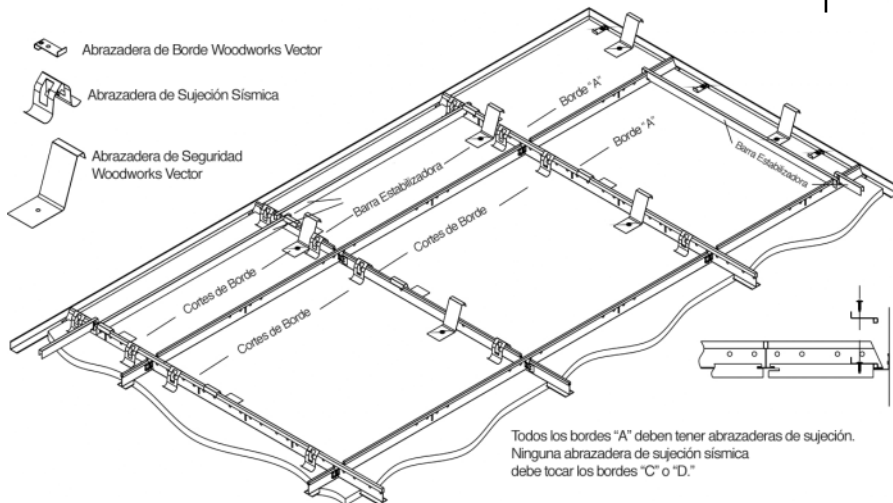 Abrazadera de Borde Woodworks Vector
Abrazadera de Sujeción Sísmica
Abrazadera de Seguridad
Woodworks Vector
Borde “A”
Borde “A”
Barra Estabilizadora
Barra Estabilizadora
Cortes de Borde
Cortes de Borde
Cortes de Borde
Todos los bordes “A” deben tener abrazaderas de sujeción.
Ninguna abrazadera de sujeción sísmica
debe tocar los bordes “C” o “D.”